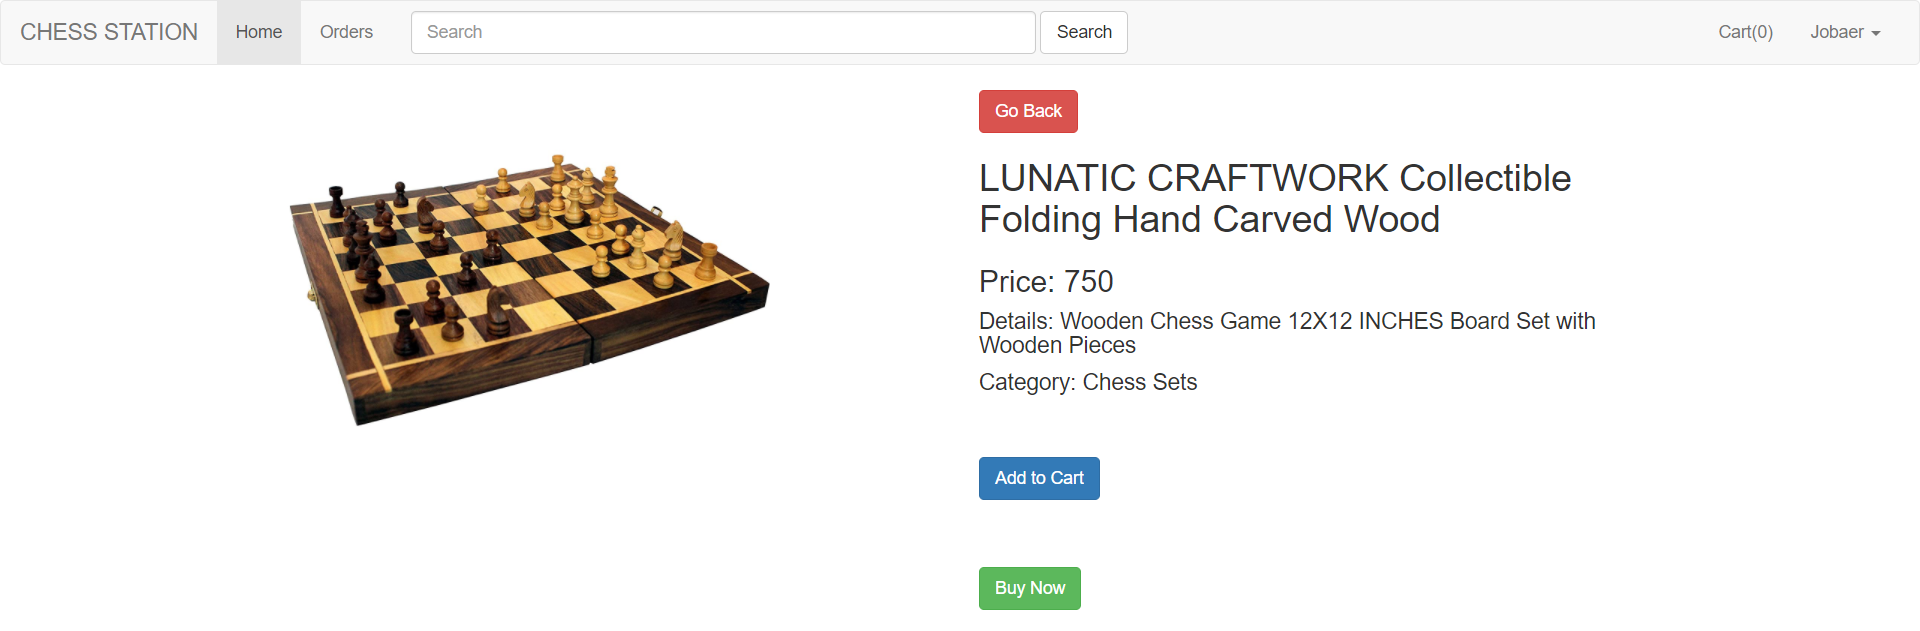 CHESS STATION Home Orders Search Search Cart(0) Jobaer
Go Back
LUNATIC CRAFTWORK Collectible
Folding Hand Carved Wood
Price: 750
Details: Wooden Chess Game 12X12 INCHES Board Set with
Wooden Pieces
Category: Chess Sets
Add to Cart
Buy Now